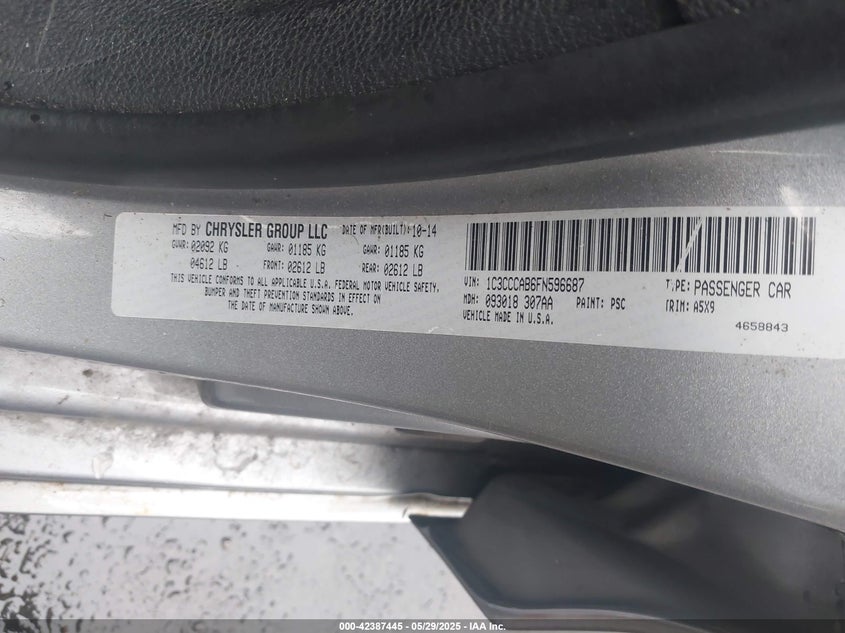 MFD BY CHRYSLER GROUP LLC DATE OF MFR(BUILT):10-14
GVWR:02092 KG GAWR:01185 KG GAWR:01185 KG
04612 LB FRONT:02612 LB REAR:02612 LB
THIS VEHICLE CONFORMS TO ALL APPLICABLE U.S.A. FEDERAL MOTOR VEHICLE SAFETY,
BUMPER AND THEFT PREVENTION STANDARDS IN EFFECT ON
THE DATE OF MANUFACTURE SHOWN ABOVE.
VIN: 1C3CCCAB6FN596687 TYPE: PASSENGER CAR
MDH: 093018 307AA PAINT: PSC TRIM: A5X9
VEHICLE MADE IN U.S.A.
4658843
000-42387445 - 05/29/2025 - IAA Inc.